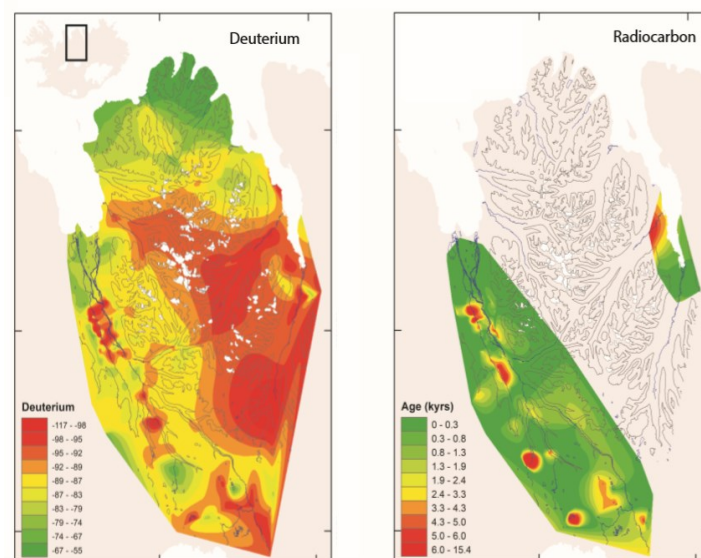 Deuterium
Deuterium
-117 - -98
-98 - -95
-95 - -92
-92 - -89
-89 - -87
-87 - -83
-83 - -79
-79 - -74
-74 - -67
-67 - -55
Radiocarbon
Age (kyrs)
0 - 0.3
0.3 - 0.8
0.8 - 1.3
1.3 - 1.9
1.9 - 2.4
2.4 - 3.3
3.3 - 4.3
4.3 - 5.0
5.0 - 6.0
6.0 - 15.4